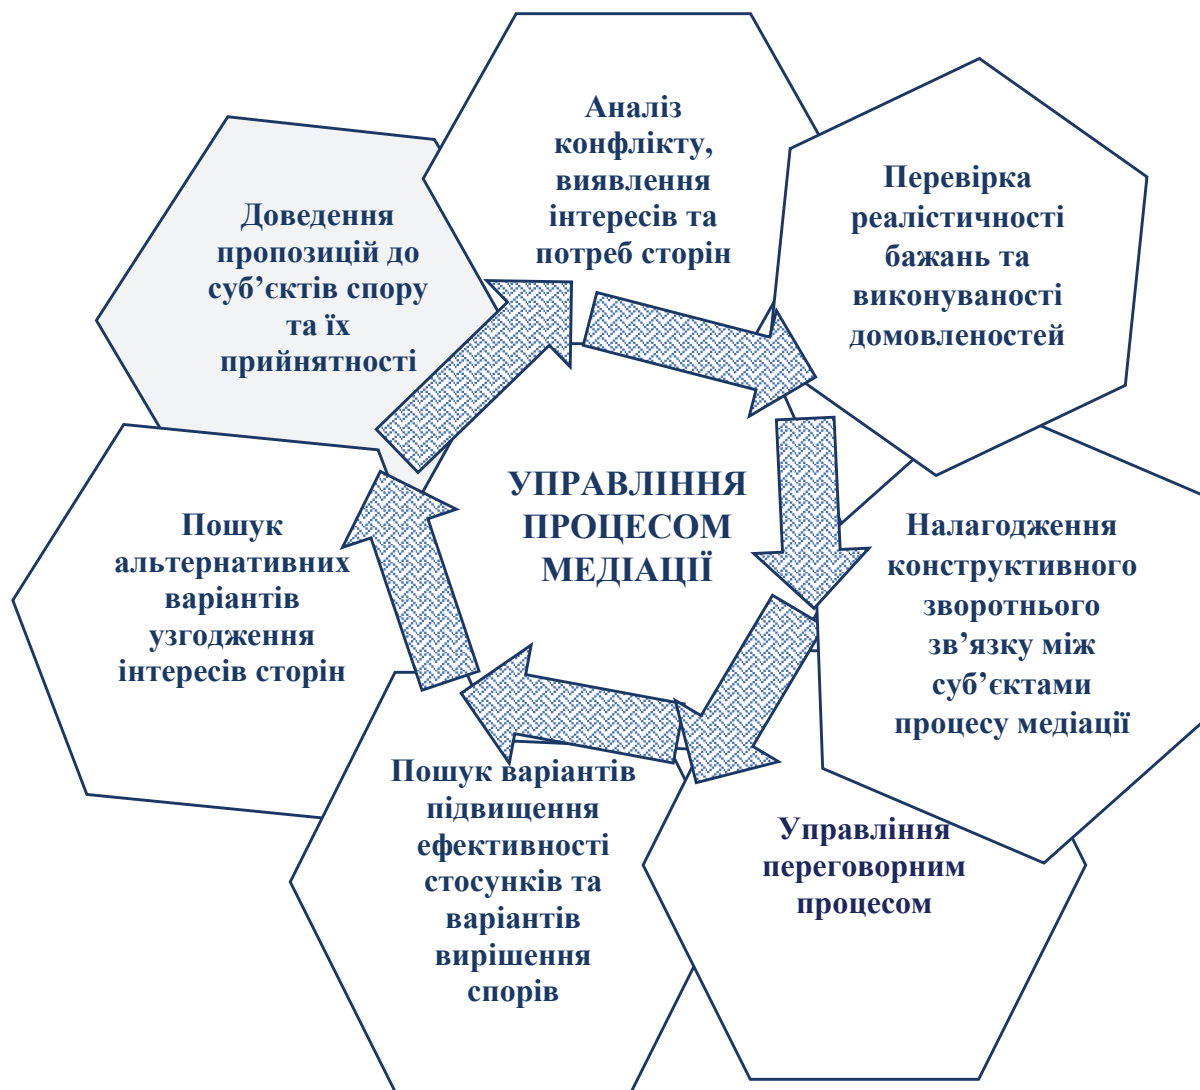 Аналіз
конфлікту,
виявлення
інтересів та
потреб сторін
Перевірка
реалістичності
бажань та
виконуваності
домовленостей
Налагодження
конструктивного
зворотнього
зв’язку між
суб’єктами
процесу медіації
Управління
переговорним
процесом
Пошук варіантів
підвищення
ефективності
стосунків та
варіантів
вирішення
спорів
Пошук
альтернативних
варіантів
узгодження
інтересів сторін
Доведення
пропозицій до
суб’єктів спору
та їх
прийнятності
УПРАВЛІННЯ
ПРОЦЕСОМ
МЕДІАЦІЇ